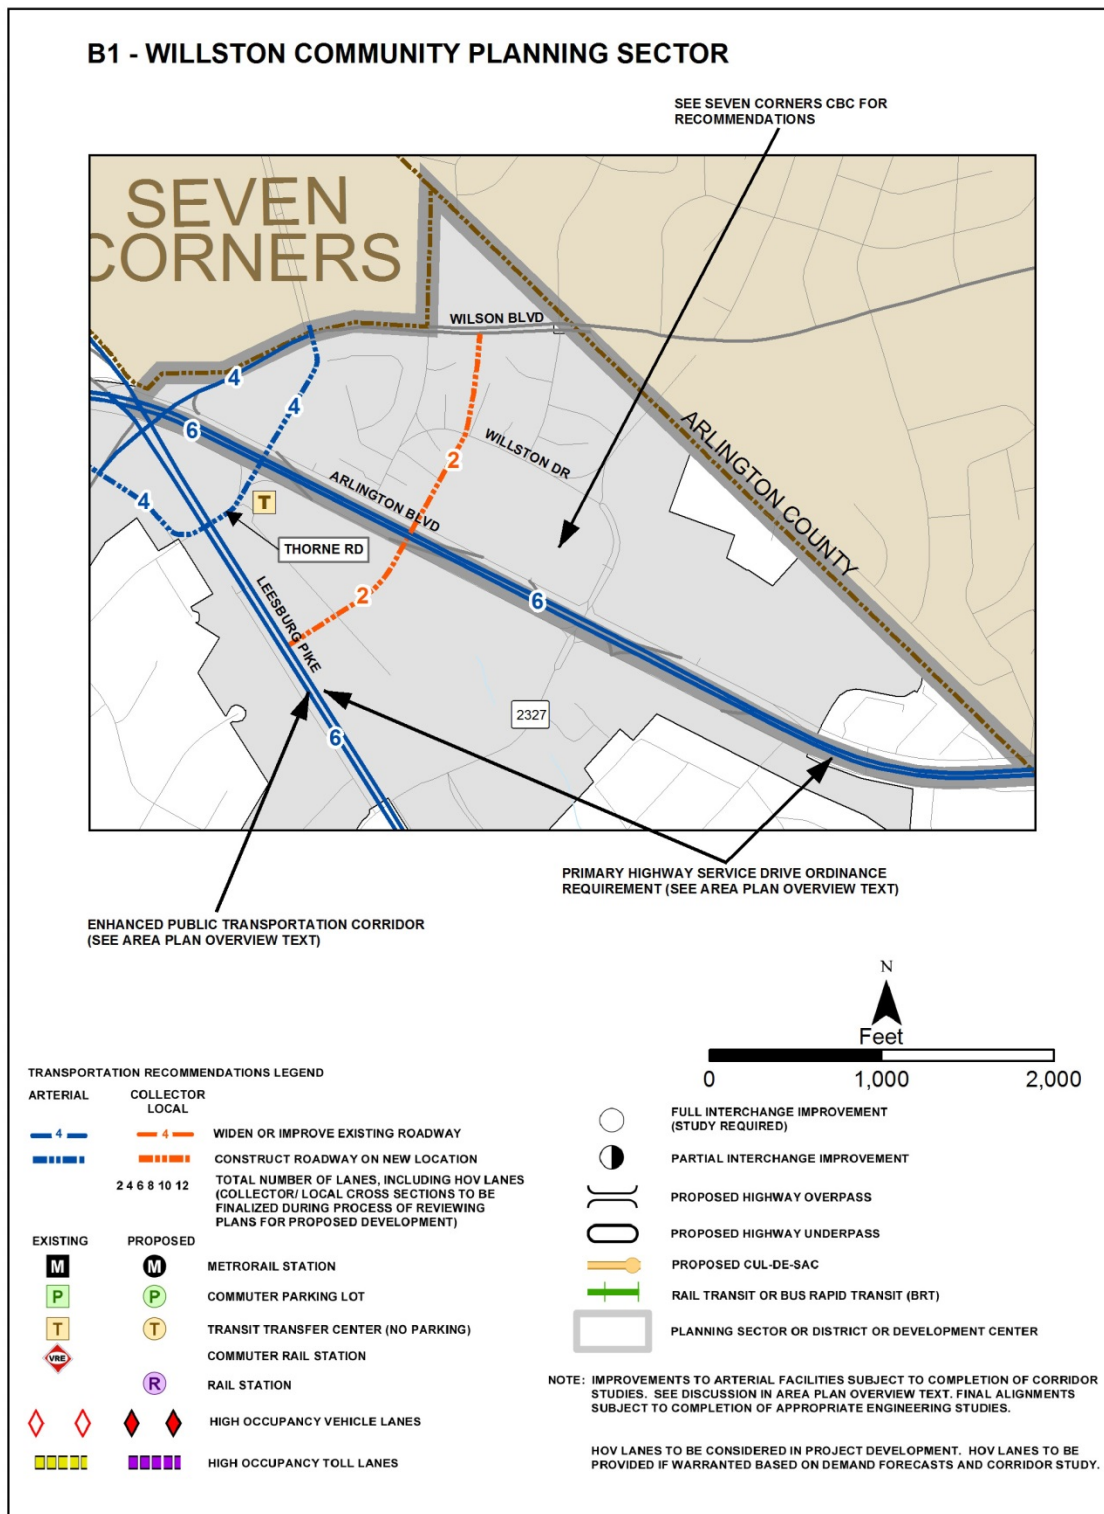 B1 - WILLSTON COMMUNITY PLANNING SECTOR
SEE SEVEN CORNERS CBC FOR
RECOMMENDATIONS
SEVEN
CORNERS
WILSON BLVD
4
4
6
WILLSTON DR
2
ARLINGTON BLVD
ARLINGTON COUNTY
4
T
THORNE RD
LEESBURG PIKE
2
6
2327
6
PRIMARY HIGHWAY SERVICE DRIVE ORDINANCE
REQUIREMENT (SEE AREA PLAN OVERVIEW TEXT)
ENHANCED PUBLIC TRANSPORTATION CORRIDOR
(SEE AREA PLAN OVERVIEW TEXT)
N
Feet
0 1,000 2,000
TRANSPORTATION RECOMMENDATIONS LEGEND
ARTERIAL COLLECTOR
LOCAL
4 4 WIDEN OR IMPROVE EXISTING ROADWAY
CONSTRUCT ROADWAY ON NEW LOCATION
2 4 6 8 10 12 TOTAL NUMBER OF LANES, INCLUDING HOV LANES
(COLLECTOR/ LOCAL CROSS SECTIONS TO BE
FINALIZED DURING PROCESS OF REVIEWING
PLANS FOR PROPOSED DEVELOPMENT)
EXISTING PROPOSED
M M METRORAIL STATION
P P COMMUTER PARKING LOT
T T TRANSIT TRANSFER CENTER (NO PARKING)
VRE COMMUTER RAIL STATION
R RAIL STATION
HIGH OCCUPANCY VEHICLE LANES
HIGH OCCUPANCY TOLL LANES
FULL INTERCHANGE IMPROVEMENT
(STUDY REQUIRED)
PARTIAL INTERCHANGE IMPROVEMENT
PROPOSED HIGHWAY OVERPASS
PROPOSED HIGHWAY UNDERPASS
PROPOSED CUL-DE-SAC
RAIL TRANSIT OR BUS RAPID TRANSIT (BRT)
PLANNING SECTOR OR DISTRICT OR DEVELOPMENT CENTER
NOTE: IMPROVEMENTS TO ARTERIAL FACILITIES SUBJECT TO COMPLETION OF CORRIDOR
STUDIES. SEE DISCUSSION IN AREA PLAN OVERVIEW TEXT. FINAL ALIGNMENTS
SUBJECT TO COMPLETION OF APPROPRIATE ENGINEERING STUDIES.
HOV LANES TO BE CONSIDERED IN PROJECT DEVELOPMENT. HOV LANES TO BE
PROVIDED IF WARRANTED BASED ON DEMAND FORECASTS AND CORRIDOR STUDY.